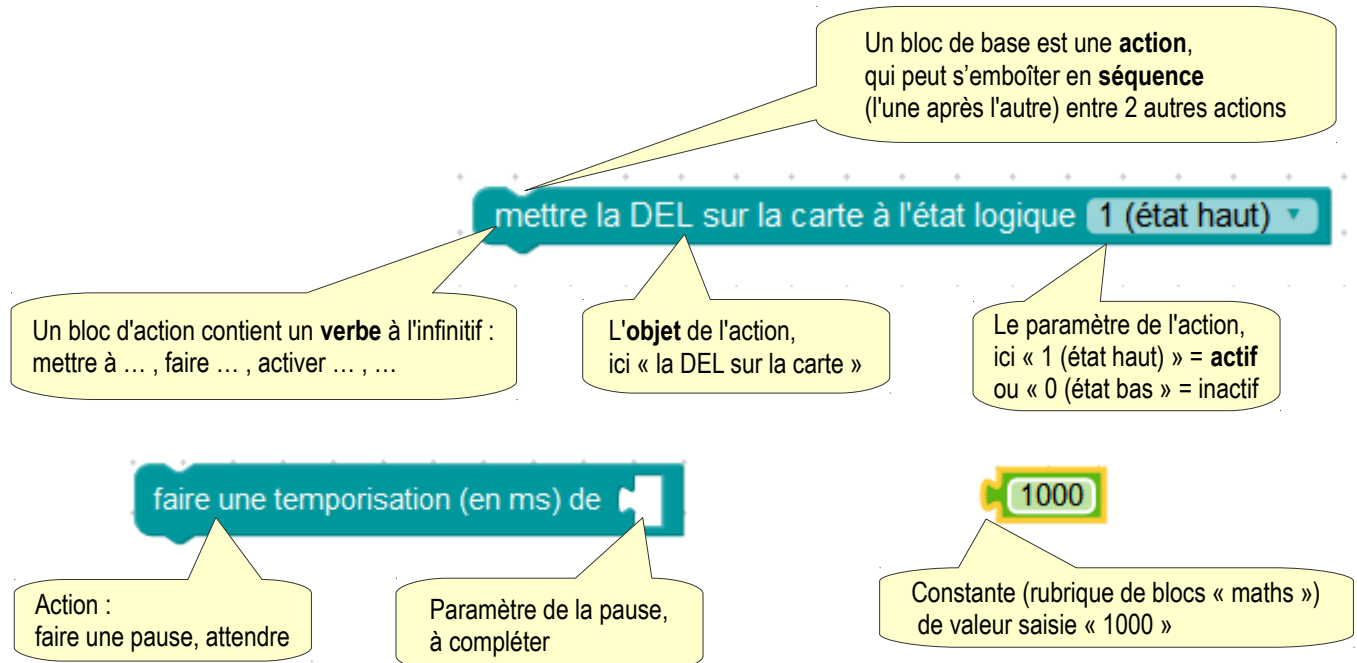 Un bloc de base est une action,
qui peut s’emboîter en séquence
(l'une après l'autre) entre 2 autres actions
mettre la DEL sur la carte à l'état logique 1 (état haut)
Un bloc d'action contient un verbe à l'infinitif :
mettre à … , faire … , activer … , …
L'objet de l'action,
ici « la DEL sur la carte »
Le paramètre de l'action,
ici « 1 (état haut) » = actif
ou « 0 (état bas » = inactif
faire une temporisation (en ms) de
1000
Action :
faire une pause, attendre
Paramètre de la pause,
à compléter
Constante (rubrique de blocs « maths »)
de valeur saisie « 1000 »